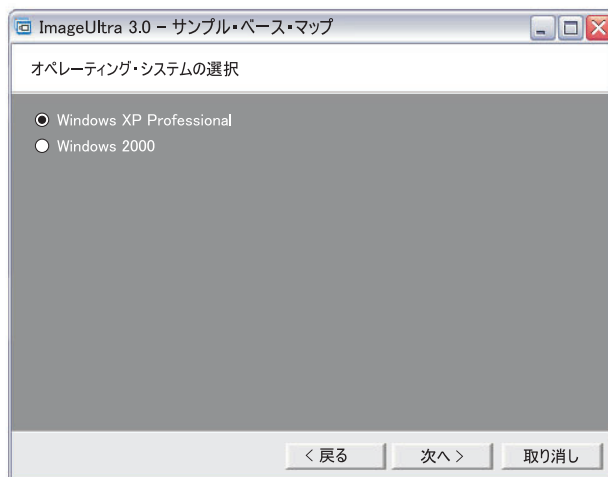 ImageUltra 3.0 − サンプル・ベース・マップ
オペレーティング・システムの選択
Windows XP Professional
Windows 2000
< 戻る
次へ >
取り消し